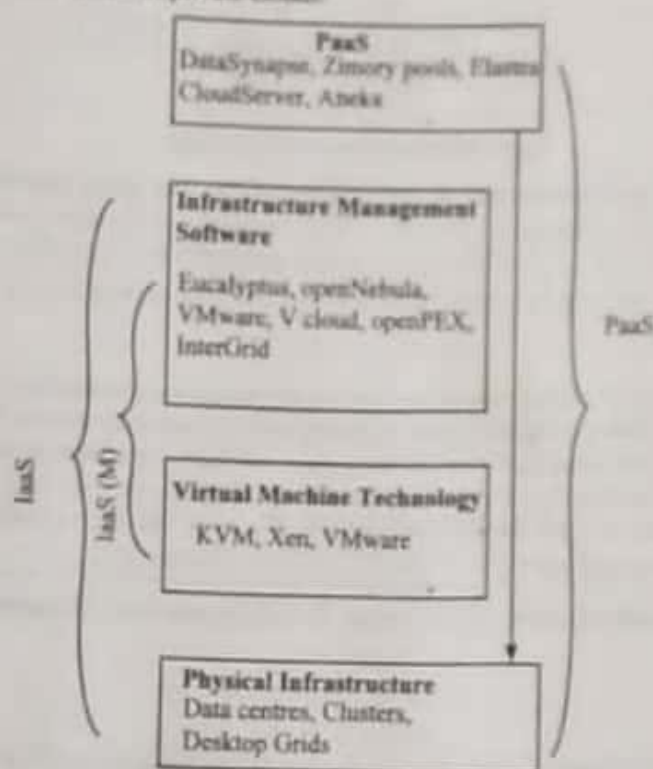 PaaS
DataSynapse, Zimory pools, Elastra
CloudServer, Aneka
Infrastructure Management
Software
Eucalyptus, openNebula,
VMware, V cloud, openPEX,
InterGrid
PaaS
IaaS
IaaS (M)
Virtual Machine Technology
KVM, Xen, VMware
Physical Infrastructure
Data centres, Clusters,
Desktop Grids